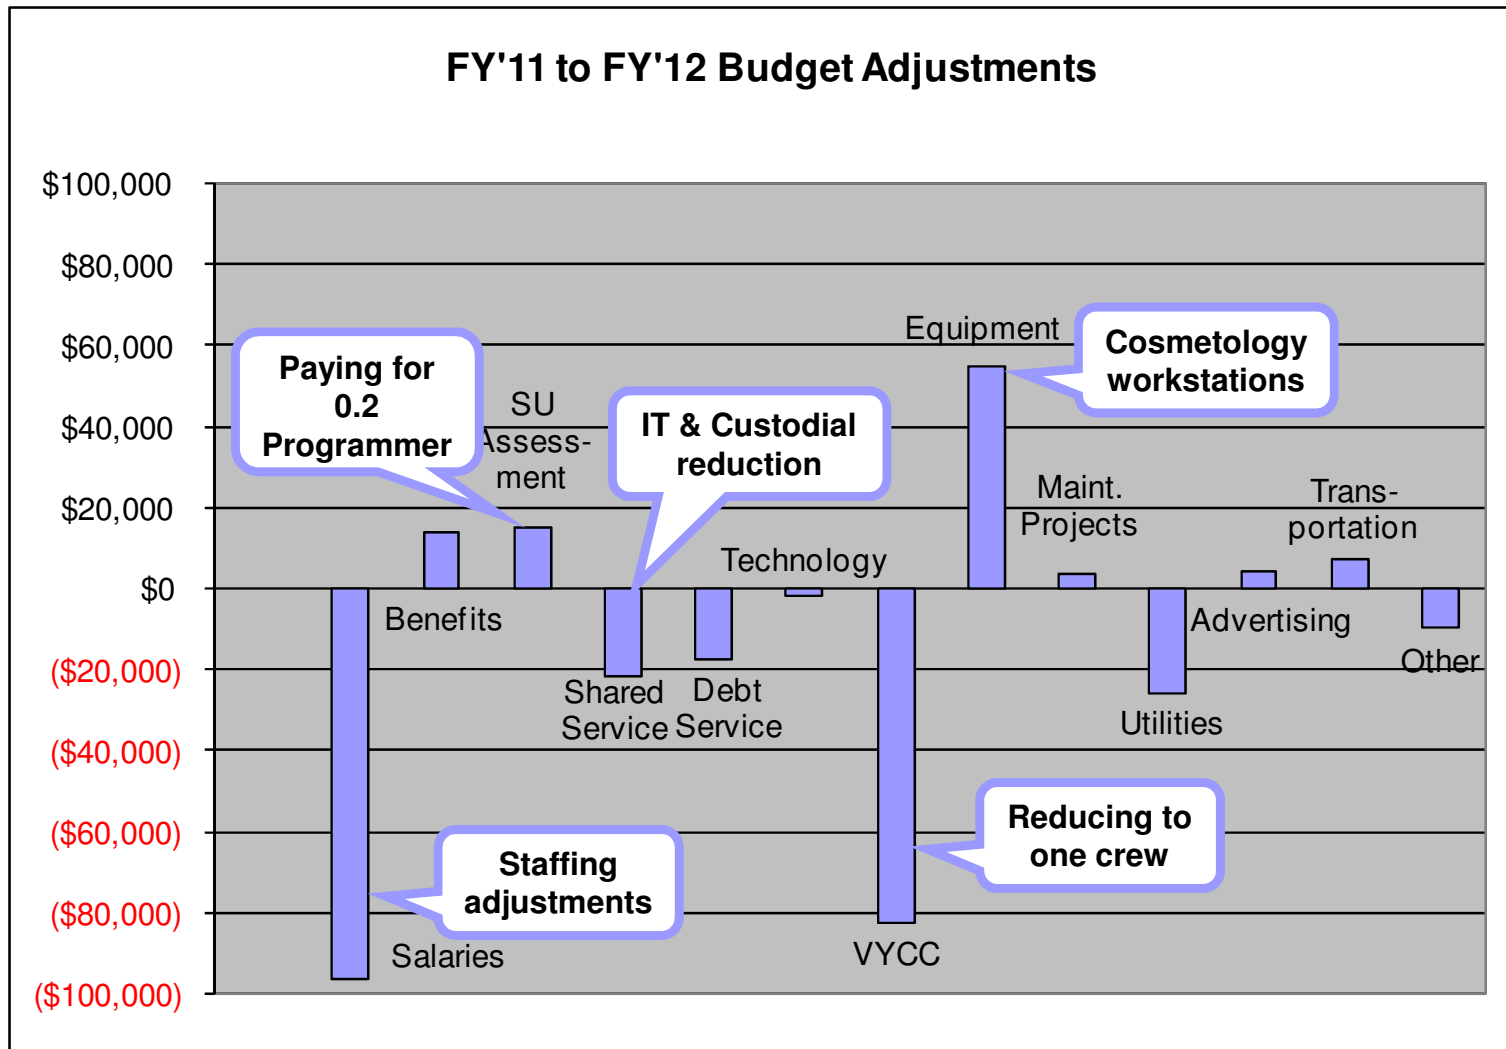 FY'11 to FY'12 Budget Adjustments
$100,000
$80,000
$60,000
$40,000
$20,000
$0
($20,000)
($40,000)
($60,000)
($80,000)
($100,000)
Paying for
0.2
Programmer
SU
Assess-
ment
IT & Custodial
reduction
Equipment
Cosmetology
workstations
Maint.
Projects
Trans-
portation
Technology
Benefits
Advertising
Other
Shared
Service
Debt
Service
Utilities
Reducing to
one crew
Staffing
adjustments
Salaries
VYCC